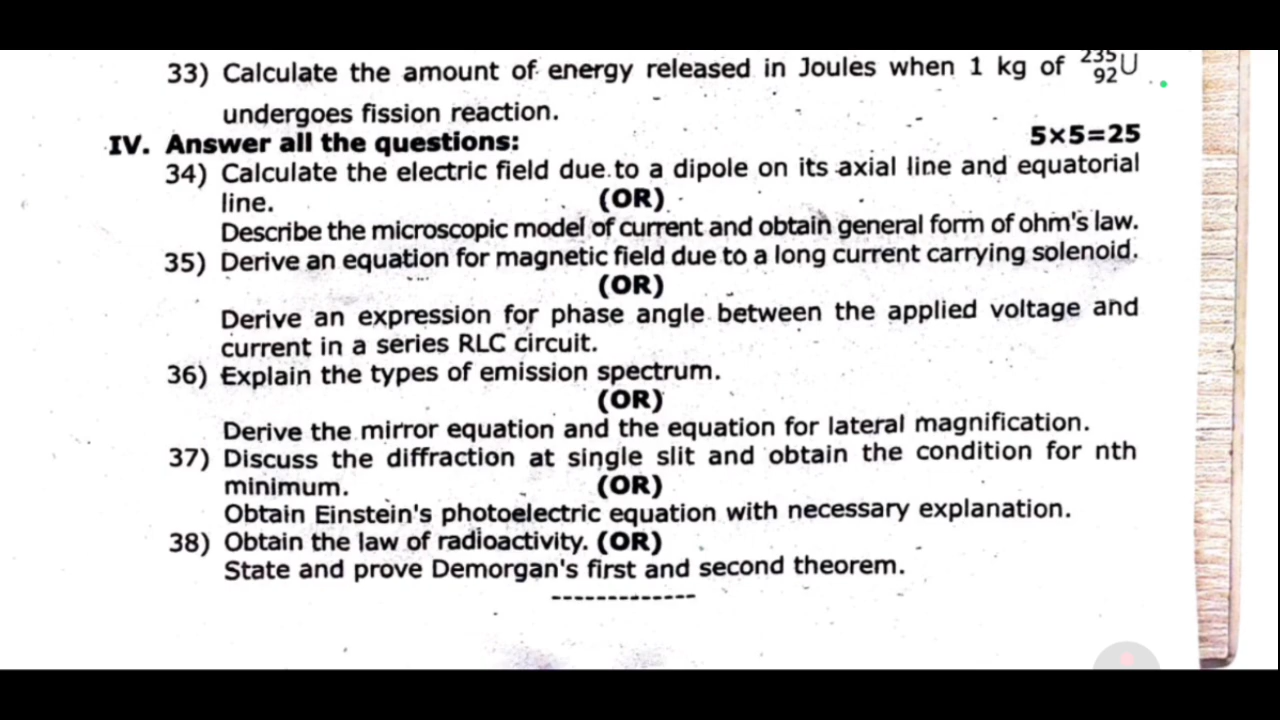 33) Calculate the amount of energy released in Joules when 1 kg of ²³⁵₉₂U
undergoes fission reaction.
IV. Answer all the questions: 5×5=25
34) Calculate the electric field due to a dipole on its axial line and equatorial
line. (OR)
Describe the microscopic model of current and obtain general form of ohm's law.
35) Derive an equation for magnetic field due to a long current carrying solenoid.
(OR)
Derive an expression for phase angle between the applied voltage and
current in a series RLC circuit.
36) Explain the types of emission spectrum.
(OR)
Derive the mirror equation and the equation for lateral magnification.
37) Discuss the diffraction at single slit and obtain the condition for nth
minimum. (OR)
Obtain Einstein's photoelectric equation with necessary explanation.
38) Obtain the law of radioactivity. (OR)
State and prove Demorgan's first and second theorem.
-------------